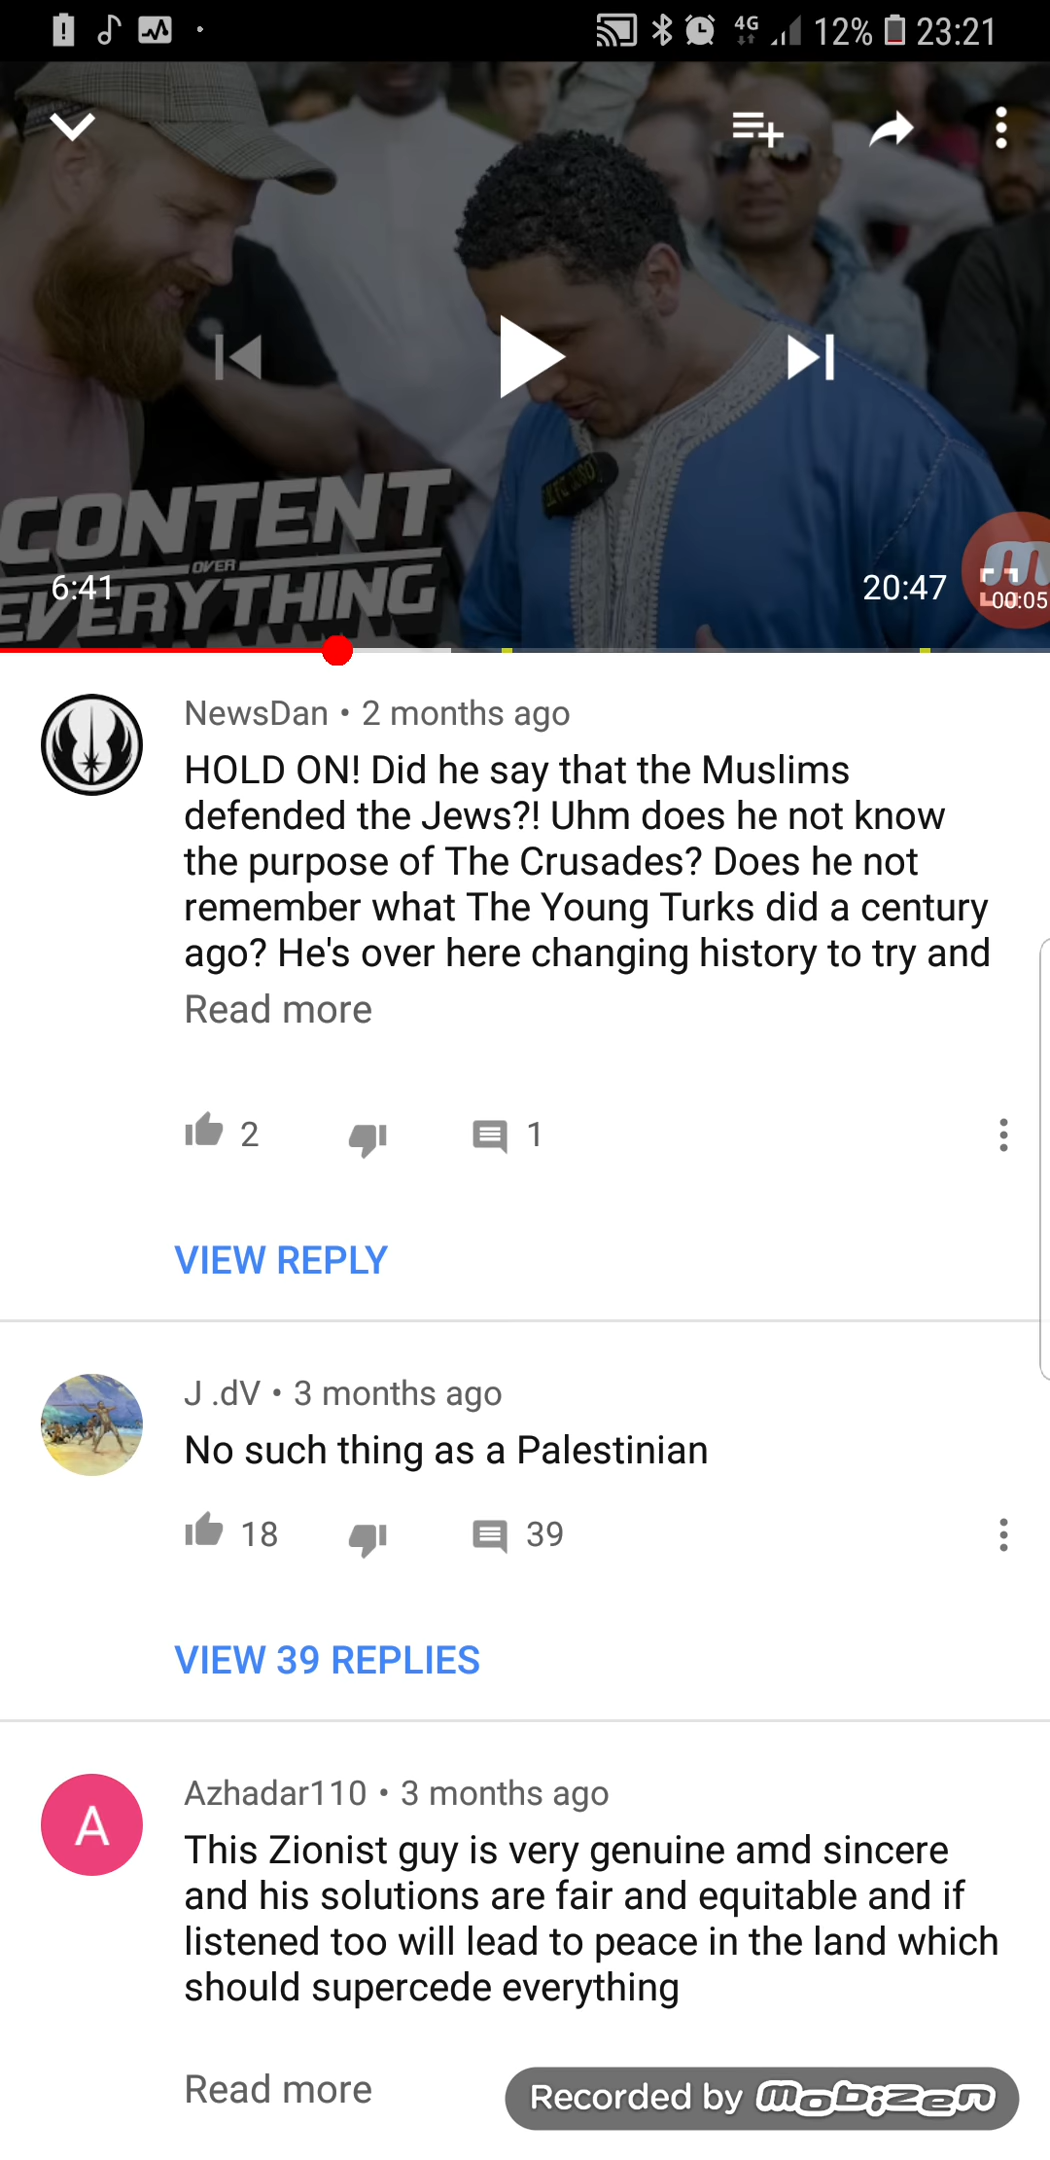 4G 12% 23:21
CONTENT
OVER
EVERYTHING
6:41
20:47
00:05
NewsDan • 2 months ago
HOLD ON! Did he say that the Muslims
defended the Jews?! Uhm does he not know
the purpose of The Crusades? Does he not
remember what The Young Turks did a century
ago? He's over here changing history to try and
Read more
2
1
VIEW REPLY
J .dV • 3 months ago
No such thing as a Palestinian
18
39
VIEW 39 REPLIES
A
Azhadar110 • 3 months ago
This Zionist guy is very genuine amd sincere
and his solutions are fair and equitable and if
listened too will lead to peace in the land which
should supercede everything
Read more
Recorded by mobizen